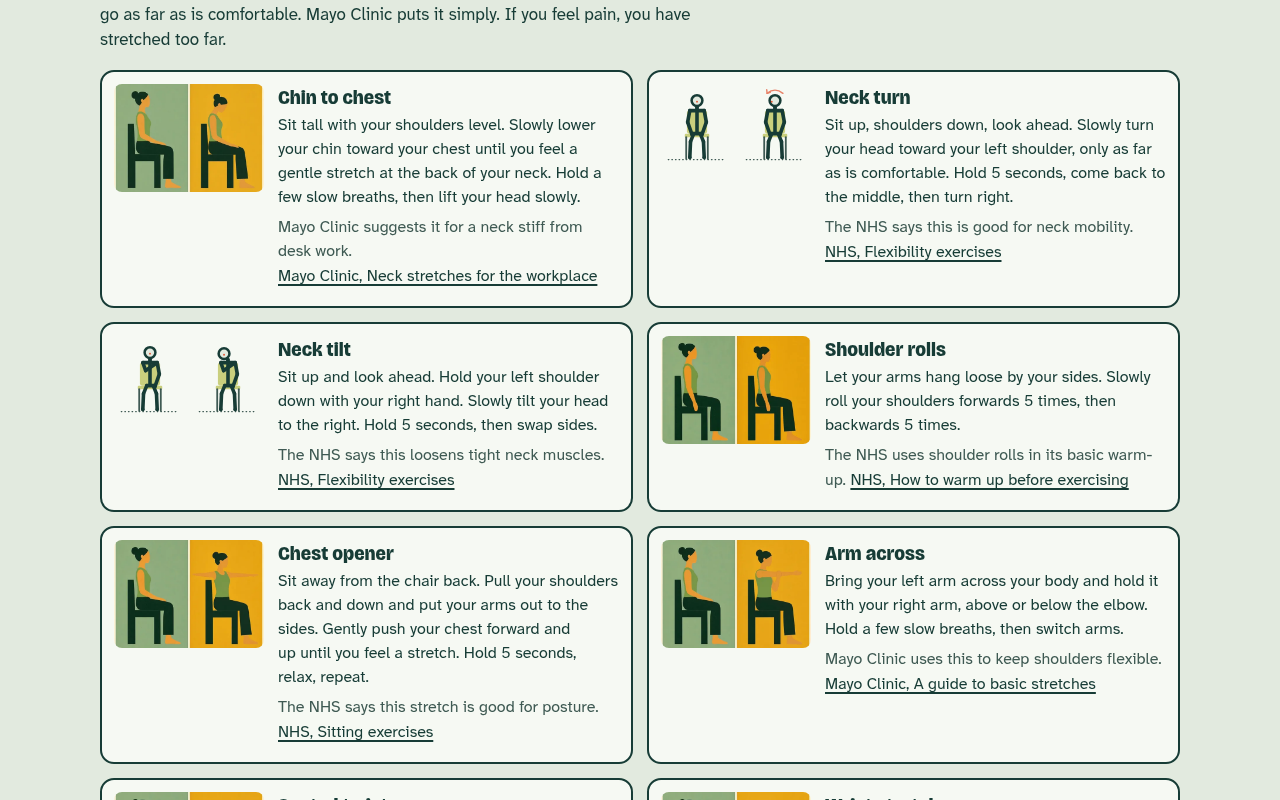 go as far as is comfortable. Mayo Clinic puts it simply. If you feel pain, you have
stretched too far.
Chin to chest
Sit tall with your shoulders level. Slowly lower
your chin toward your chest until you feel a
gentle stretch at the back of your neck. Hold a
few slow breaths, then lift your head slowly.
Mayo Clinic suggests it for a neck stiff from
desk work.
Mayo Clinic, Neck stretches for the workplace
Neck turn
Sit up, shoulders down, look ahead. Slowly turn
your head toward your left shoulder, only as far
as is comfortable. Hold 5 seconds, come back to
the middle, then turn right.
The NHS says this is good for neck mobility.
NHS, Flexibility exercises
Neck tilt
Sit up and look ahead. Hold your left shoulder
down with your right hand. Slowly tilt your head
to the right. Hold 5 seconds, then swap sides.
The NHS says this loosens tight neck muscles.
NHS, Flexibility exercises
Shoulder rolls
Let your arms hang loose by your sides. Slowly
roll your shoulders forwards 5 times, then
backwards 5 times.
The NHS uses shoulder rolls in its basic warm-
up. NHS, How to warm up before exercising
Chest opener
Sit away from the chair back. Pull your shoulders
back and down and put your arms out to the
sides. Gently push your chest forward and
up until you feel a stretch. Hold 5 seconds,
relax, repeat.
The NHS says this stretch is good for posture.
NHS, Sitting exercises
Arm across
Bring your left arm across your body and hold it
with your right arm, above or below the elbow.
Hold a few slow breaths, then switch arms.
Mayo Clinic uses this to keep shoulders flexible.
Mayo Clinic, A guide to basic stretches